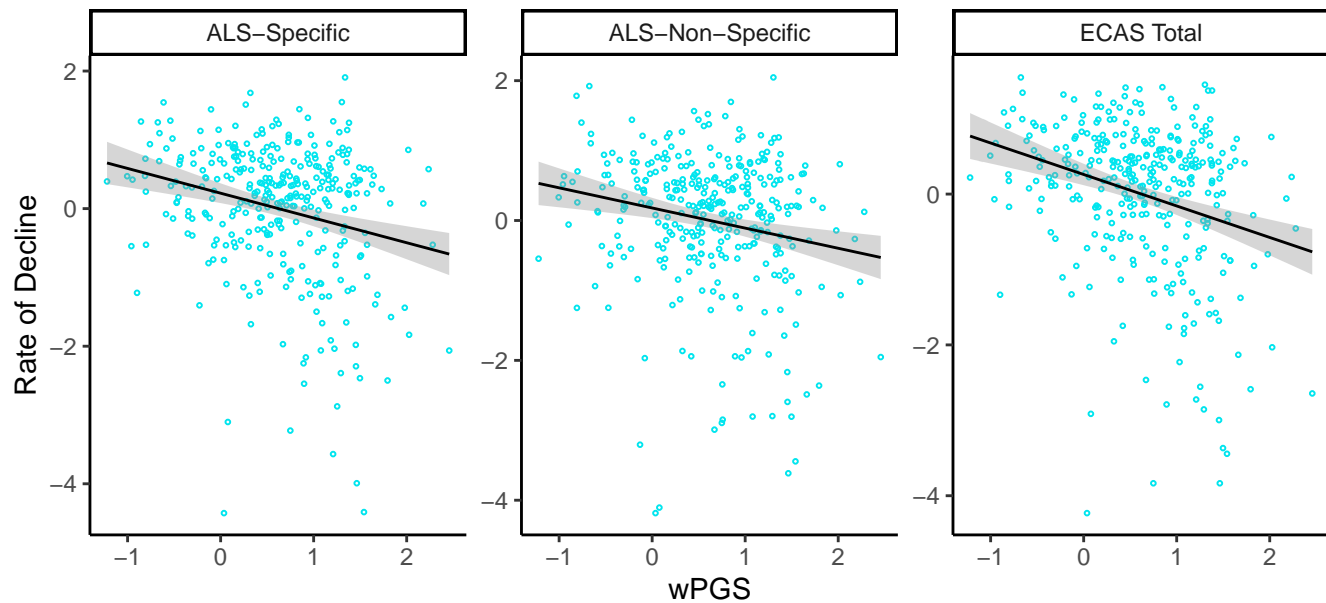 ALS−Specific
ALS−Non−Specific
ECAS Total
Rate of Decline
2
0
−2
−4
2
0
−2
−4
0
−2
−4
−1 0 1 2
−1 0 1 2
−1 0 1 2
wPGS